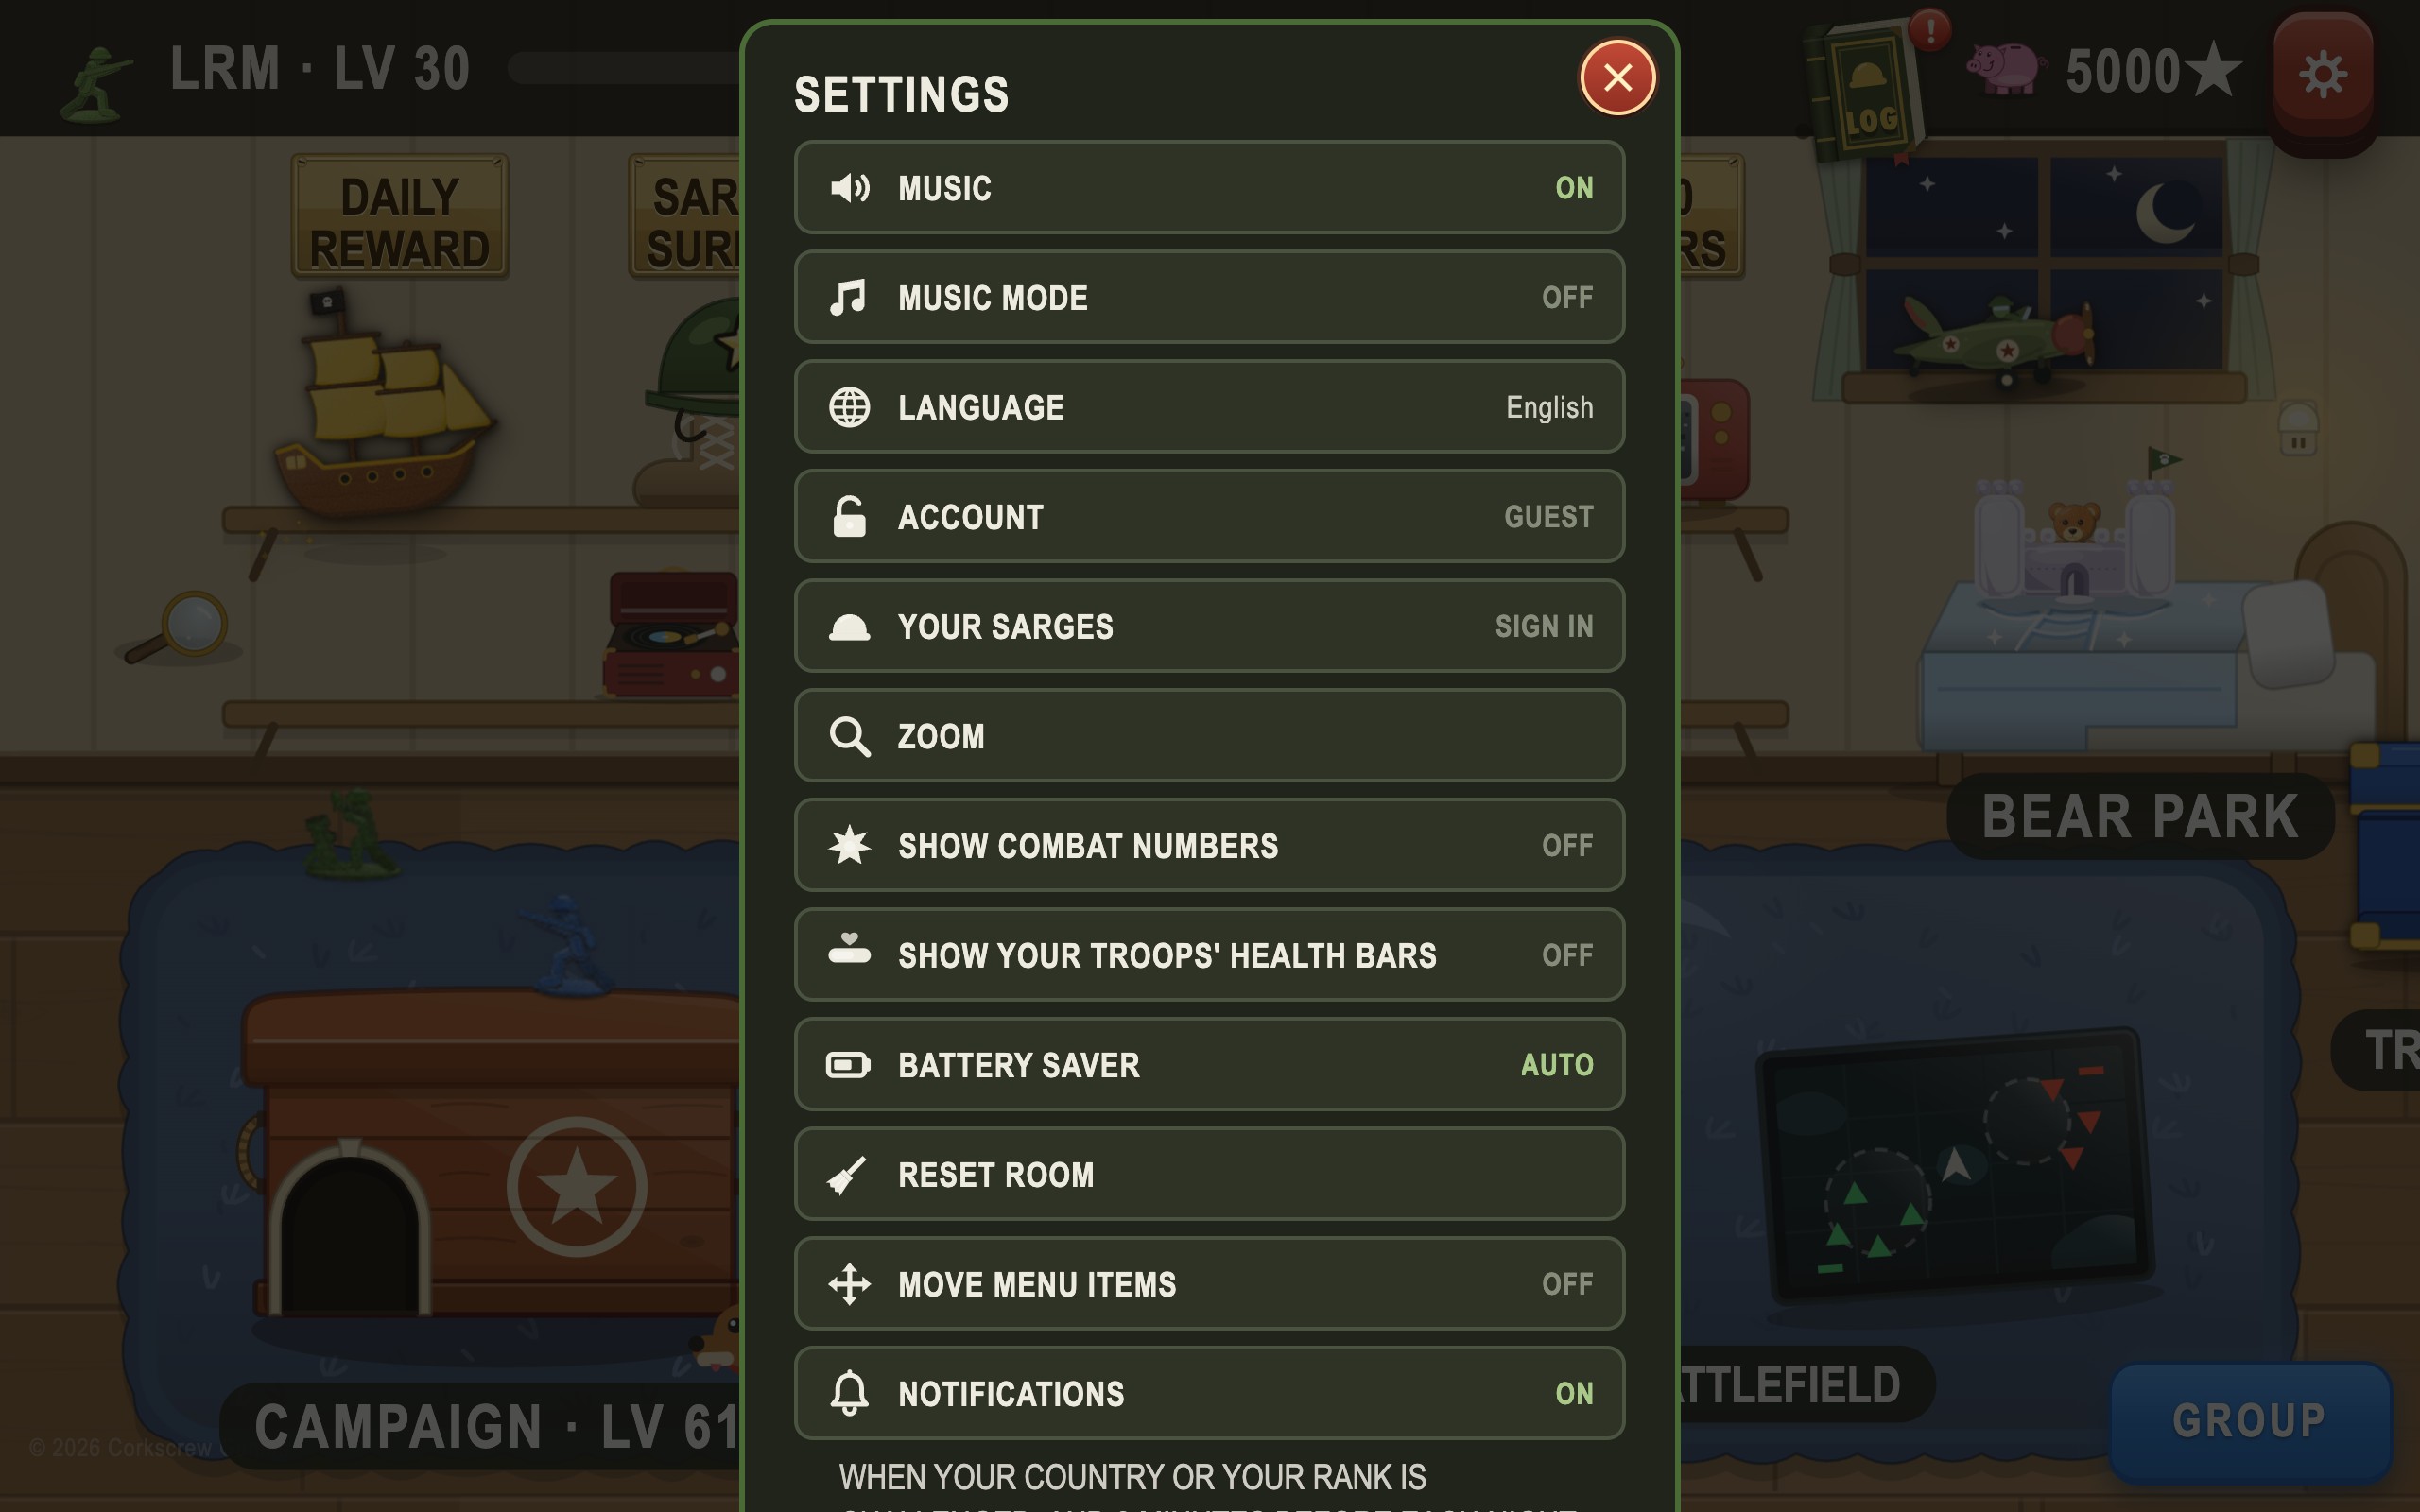 LRM · LV 30
LOG
!
5000★
DAILY
REWARD
SETTINGS
MUSIC ON
MUSIC MODE OFF
LANGUAGE English
ACCOUNT GUEST
YOUR SARGES SIGN IN
ZOOM
SHOW COMBAT NUMBERS OFF
SHOW YOUR TROOPS' HEALTH BARS OFF
BATTERY SAVER AUTO
RESET ROOM
MOVE MENU ITEMS OFF
NOTIFICATIONS ON
WHEN YOUR COUNTRY OR YOUR RANK IS
BEAR PARK
CAMPAIGN · LV 61
GROUP
© 2026 Corkscrew